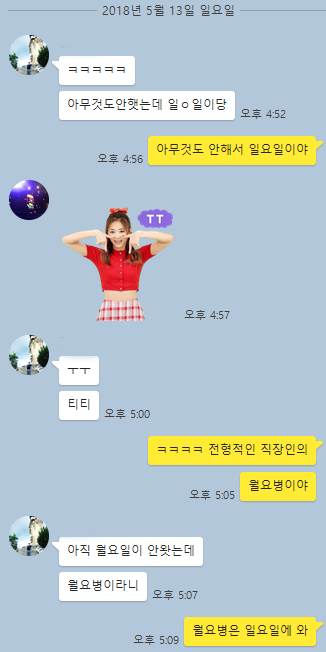 2018년 5월 13일 일요일
ㅋㅋㅋㅋㅋ
아무것도안햇는데 일ㅇ일이당
오후 4:52
아무것도 안해서 일요일이야
오후 4:56
TT
오후 4:57
ㅜㅜ
티티
오후 5:00
ㅋㅋㅋㅋ 전형적인 직장인의
월요병이야
오후 5:05
아직 월요일이 안왓는데
월요병이라니
오후 5:07
월요병은 일요일에 와
오후 5:09